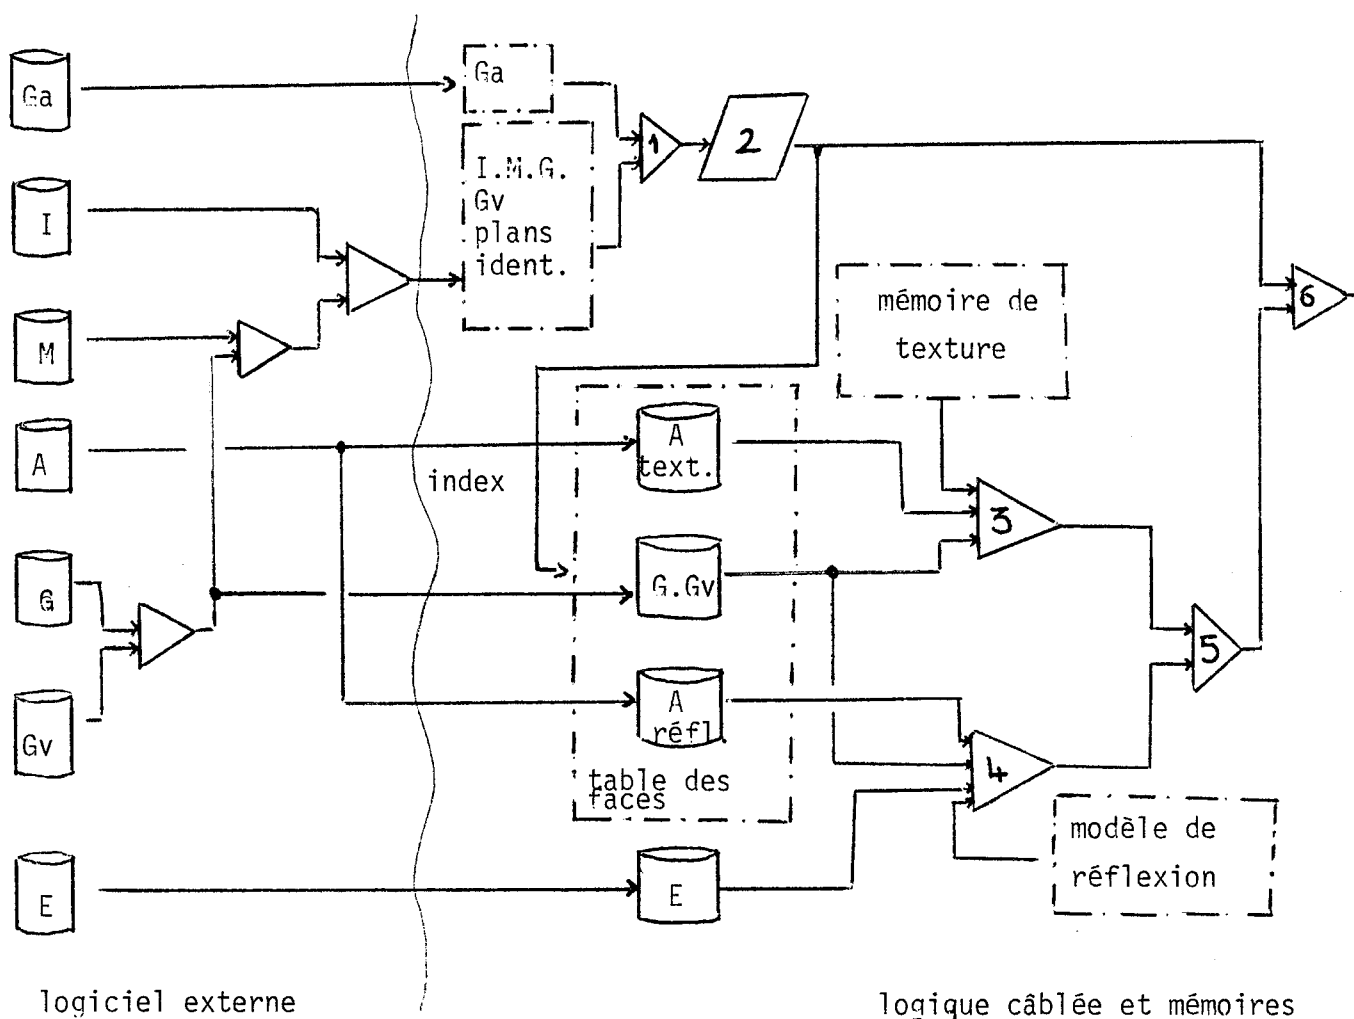 Ga
I
M
A
G
Gv
E
Ga
I.M.G.
Gv
plans
ident.
1
2
mémoire de
texture
index
A
text.
G.Gv
A
réfl
table des
faces
E
3
4
5
6
modèle de
réflexion
logiciel externe
logique câblée et mémoires